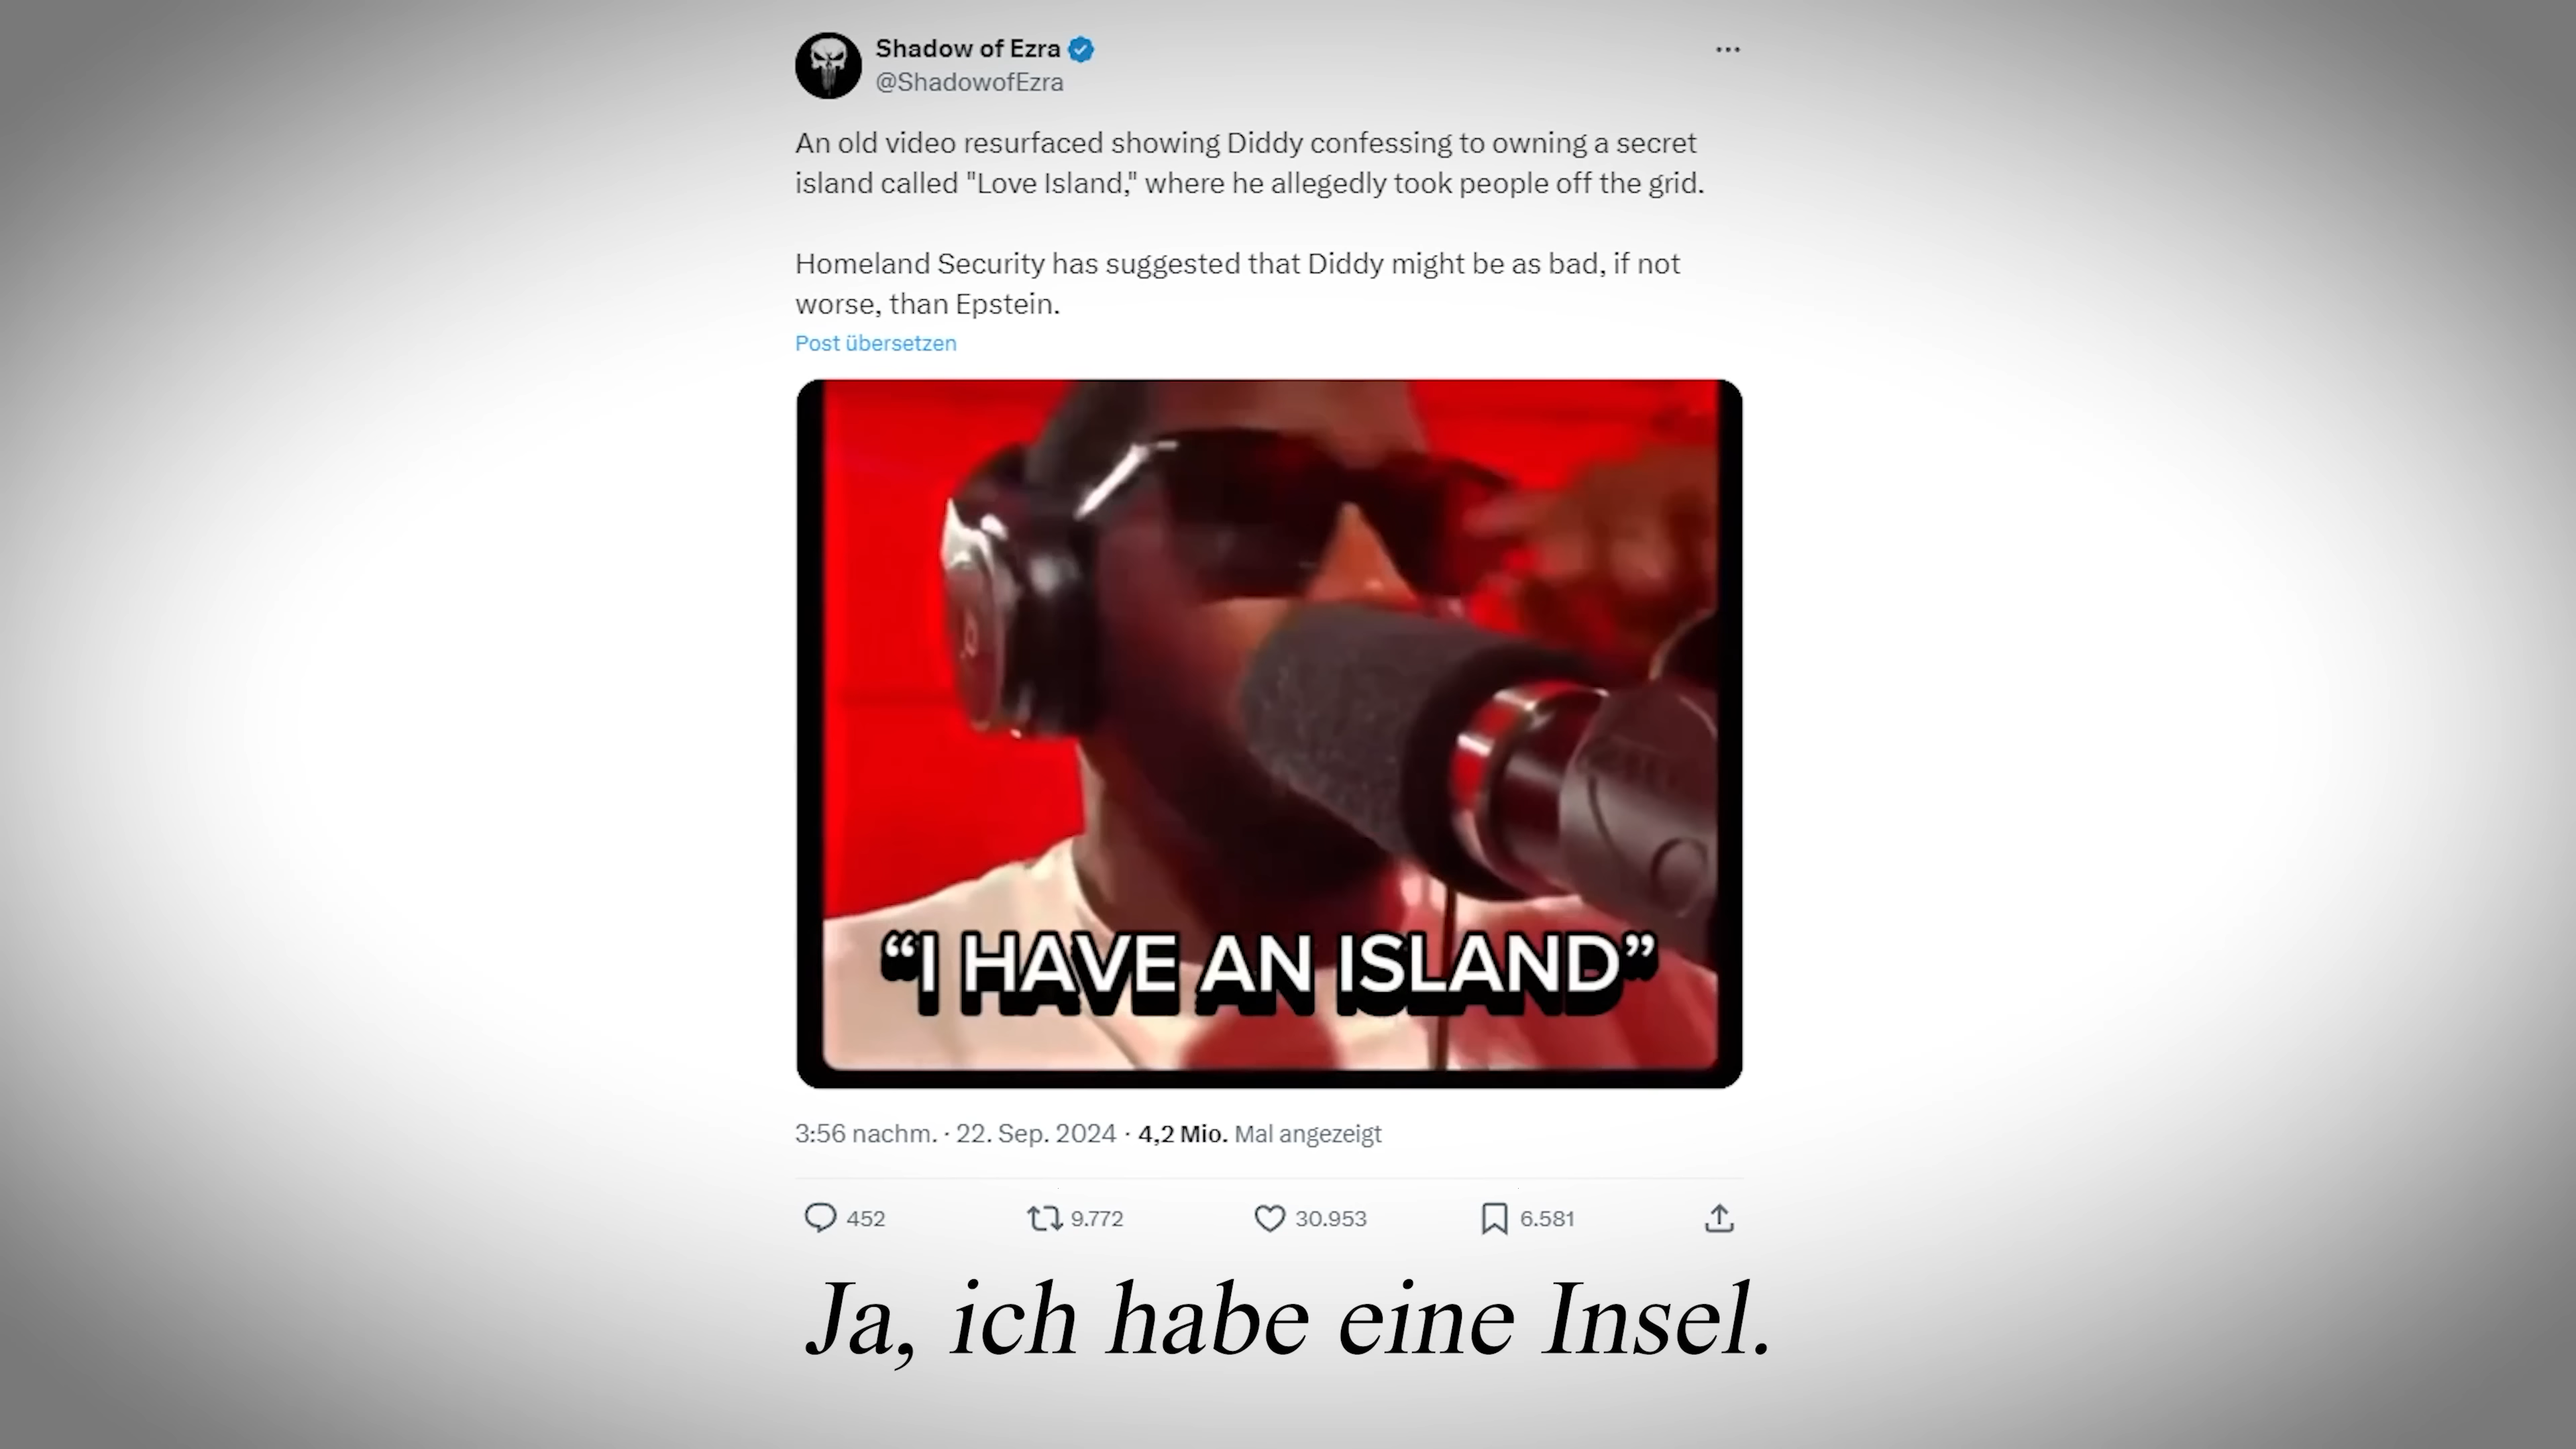 Shadow of Ezra
@ShadowofEzra
An old video resurfaced showing Diddy confessing to owning a secret
island called "Love Island," where he allegedly took people off the grid.
Homeland Security has suggested that Diddy might be as bad, if not
worse, than Epstein.
Post übersetzen
“I HAVE AN ISLAND”
3:56 nachm. · 22. Sep. 2024 · 4,2 Mio. Mal angezeigt
452 9.772 30.953 6.581
Ja, ich habe eine Insel.